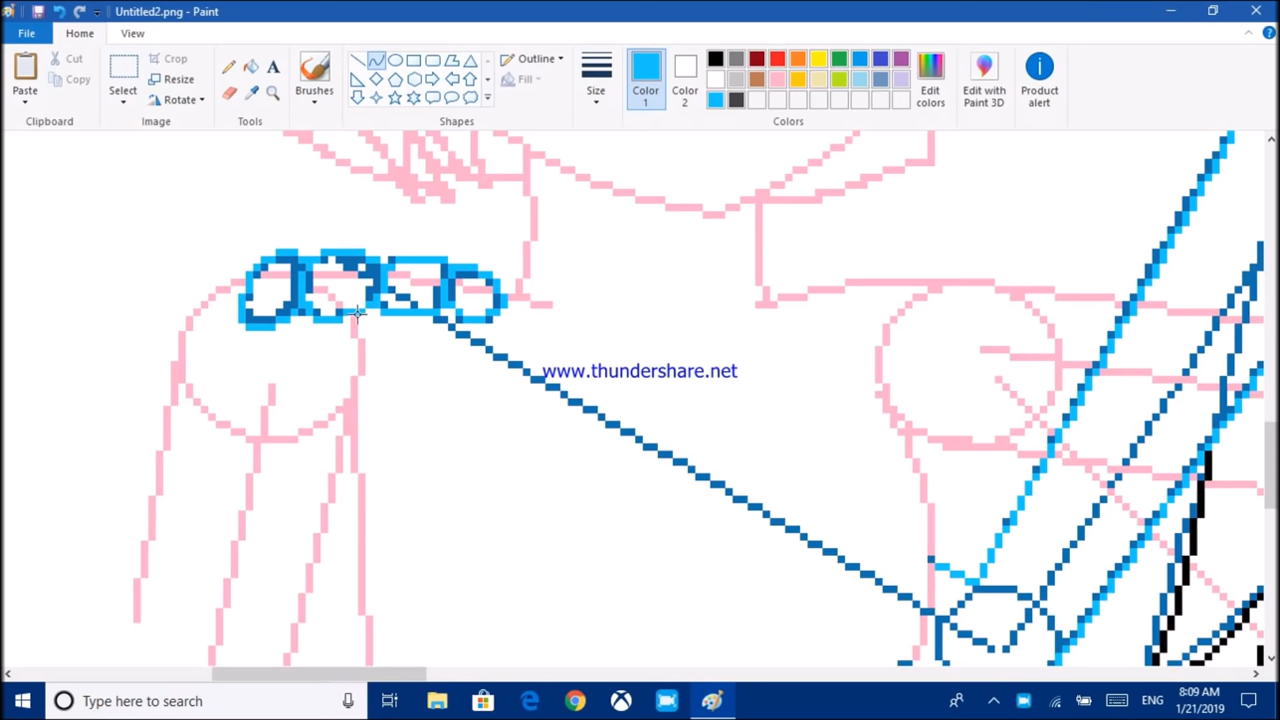 Untitled2.png - Paint
File
Home
View
Paste
Cut
Copy
Clipboard
Select
Crop
Resize
Rotate
Image
A
Tools
Brushes
Shapes
Outline
Fill
Size
Color 1
Color 2
Edit colors
Colors
Edit with Paint 3D
Product alert
www.thundershare.net
Type here to search
ENG
8:09 AM
1/21/2019